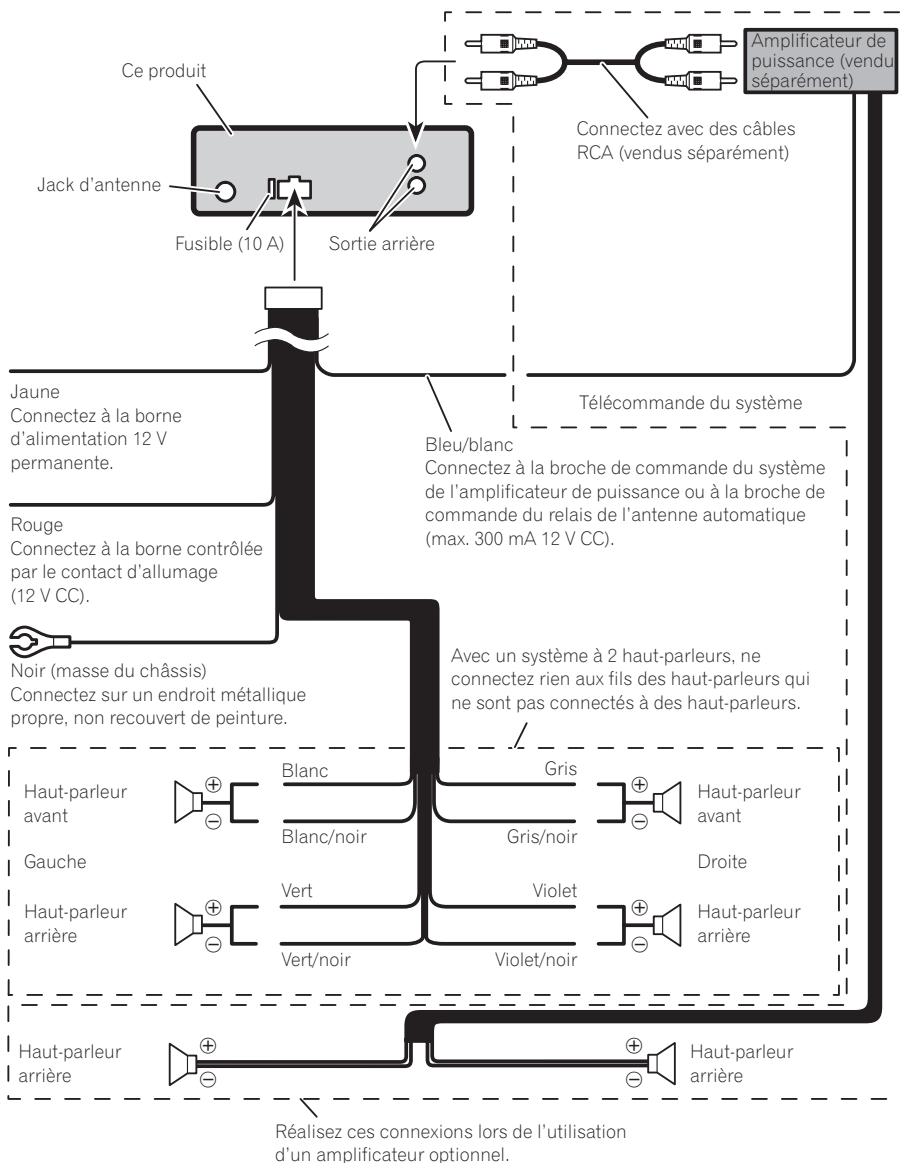 Amplificateur de
puissance (vendu
séparément)
Ce produit
Connectez avec des câbles
RCA (vendus séparément)
Jack d'antenne
Fusible (10 A)
Sortie arrière
Jaune
Connectez à la borne
d'alimentation 12 V
permanente.
Télécommande du système
Bleu/blanc
Connectez à la broche de commande du système
de l'amplificateur de puissance ou à la broche de
commande du relais de l'antenne automatique
(max. 300 mA 12 V CC).
Rouge
Connectez à la borne contrôlée
par le contact d'allumage
(12 V CC).
Noir (masse du châssis)
Connectez sur un endroit métallique
propre, non recouvert de peinture.
Avec un système à 2 haut-parleurs, ne
connectez rien aux fils des haut-parleurs qui
ne sont pas connectés à des haut-parleurs.
Haut-parleur
avant
+
−
Blanc
Blanc/noir
Gris
Gris/noir
+
−
Haut-parleur
avant
Gauche
Droite
Haut-parleur
arrière
+
−
Vert
Vert/noir
Violet
Violet/noir
+
−
Haut-parleur
arrière
Haut-parleur
arrière
+
−
+
−
Haut-parleur
arrière
Réalisez ces connexions lors de l'utilisation
d'un amplificateur optionnel.